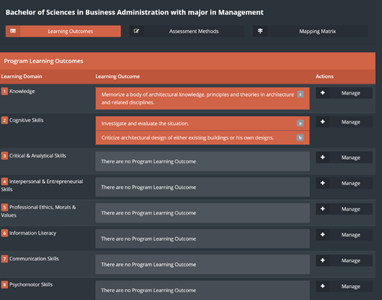 Bachelor of Sciences in Business Administration with major in Management
Learning Outcomes
Assessment Methods
Mapping Matrix
Program Learning Outcomes
Learning Domain
Learning Outcome
Actions
1 Knowledge
Memorize a body of architectural knowledge, principles and theories in architecture
and related disciplines.
Manage
2 Cognitive Skills
Investigate and evaluate the situation.
Criticize architectural design of either existing buildings or his own designs.
Manage
3 Critical & Analytical Skills
There are no Program Learning Outcome
Manage
4 Interpersonal & Entrepreneurial
Skills
There are no Program Learning Outcome
Manage
5 Professional Ethics, Morals &
Values
There are no Program Learning Outcome
Manage
6 Information Literacy
There are no Program Learning Outcome
Manage
7 Communication Skills
There are no Program Learning Outcome
Manage
8 Psychomotor Skills
There are no Program Learning Outcome
Manage